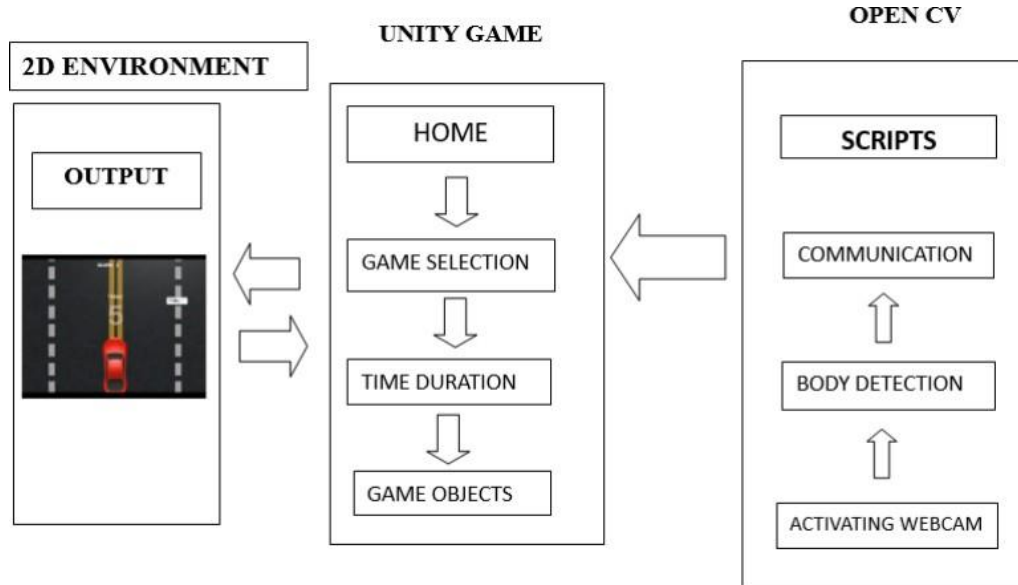 2D ENVIRONMENT
OUTPUT
5
UNITY GAME
HOME
GAME SELECTION
TIME DURATION
GAME OBJECTS
OPEN CV
SCRIPTS
COMMUNICATION
BODY DETECTION
ACTIVATING WEBCAM